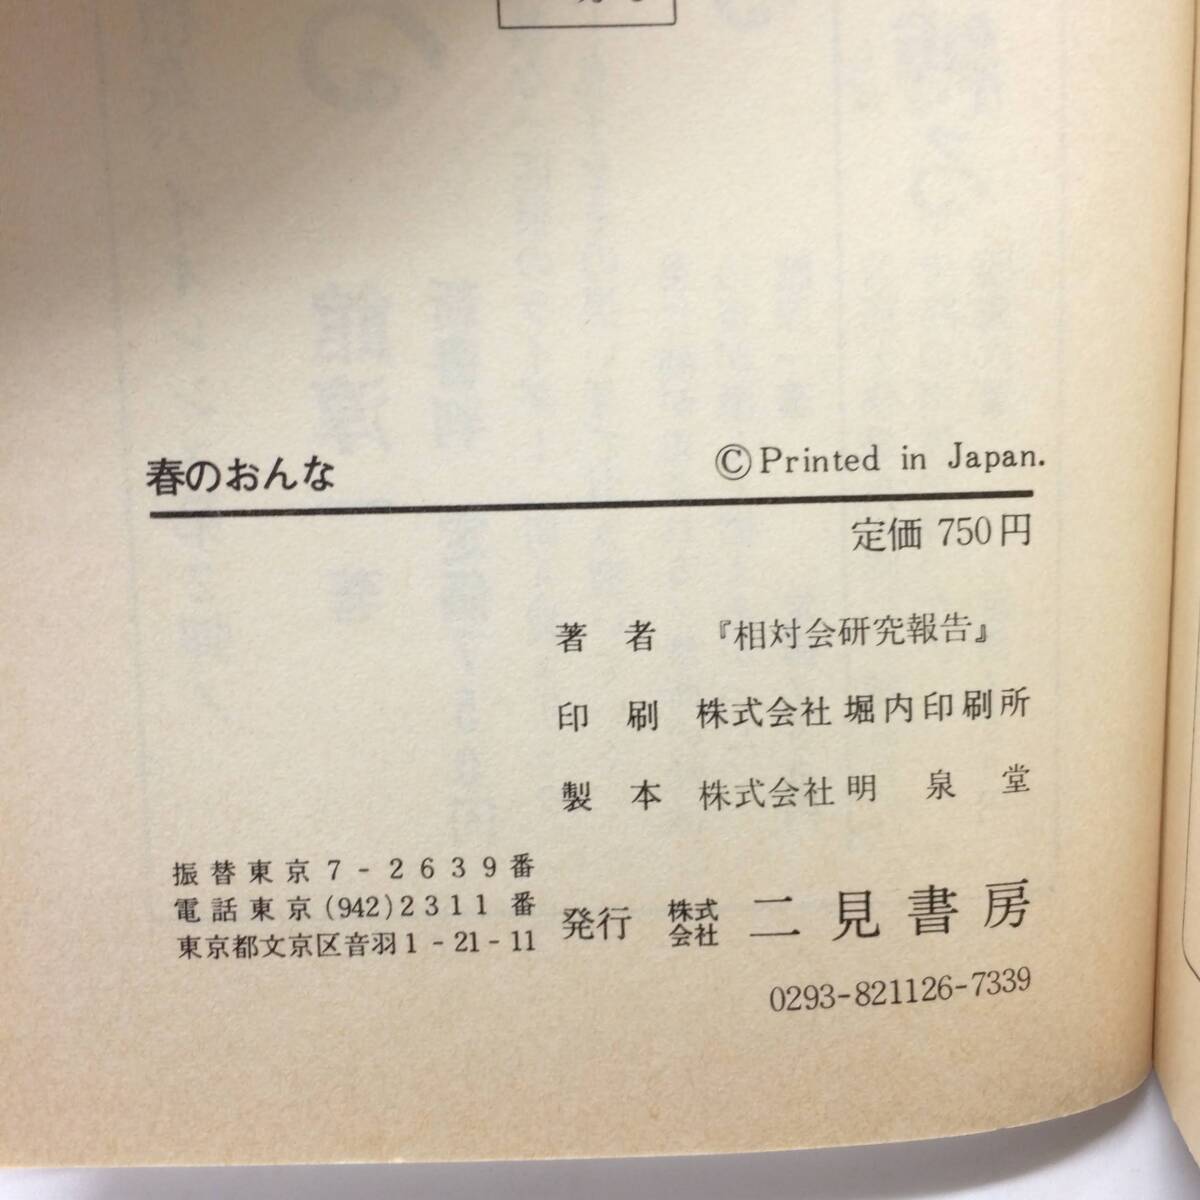 春のおんな
©Printed in Japan.
定価 750円
著者 『相対会研究報告』
印刷 株式会社 堀内印刷所
製本 株式会社 明泉堂
振替東京7-2639番
電話東京(942)2311番
東京都文京区音羽1-21-11
発行 株式会社 二見書房
0293-821126-7339